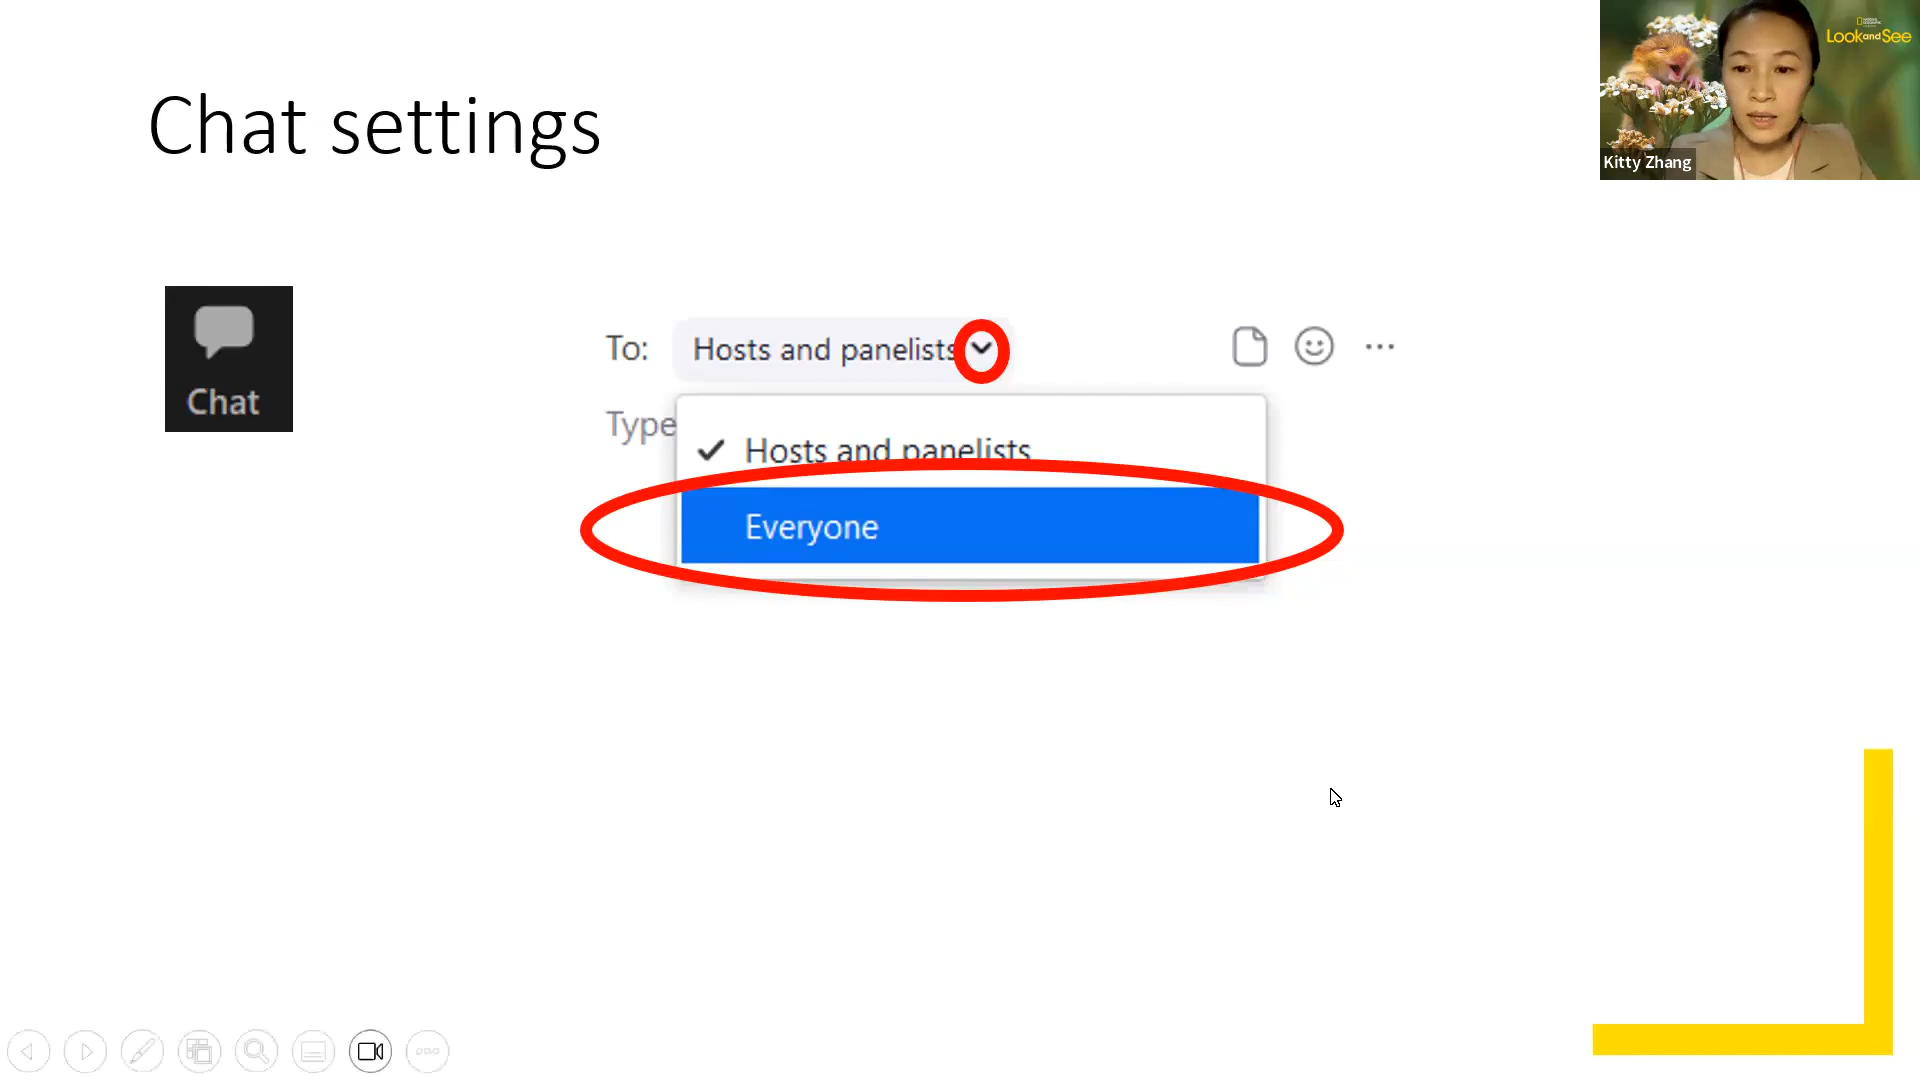 Chat settings
LookandSee
Kitty Zhang
Chat
To: Hosts and panelists
Type
Hosts and panelists
Everyone